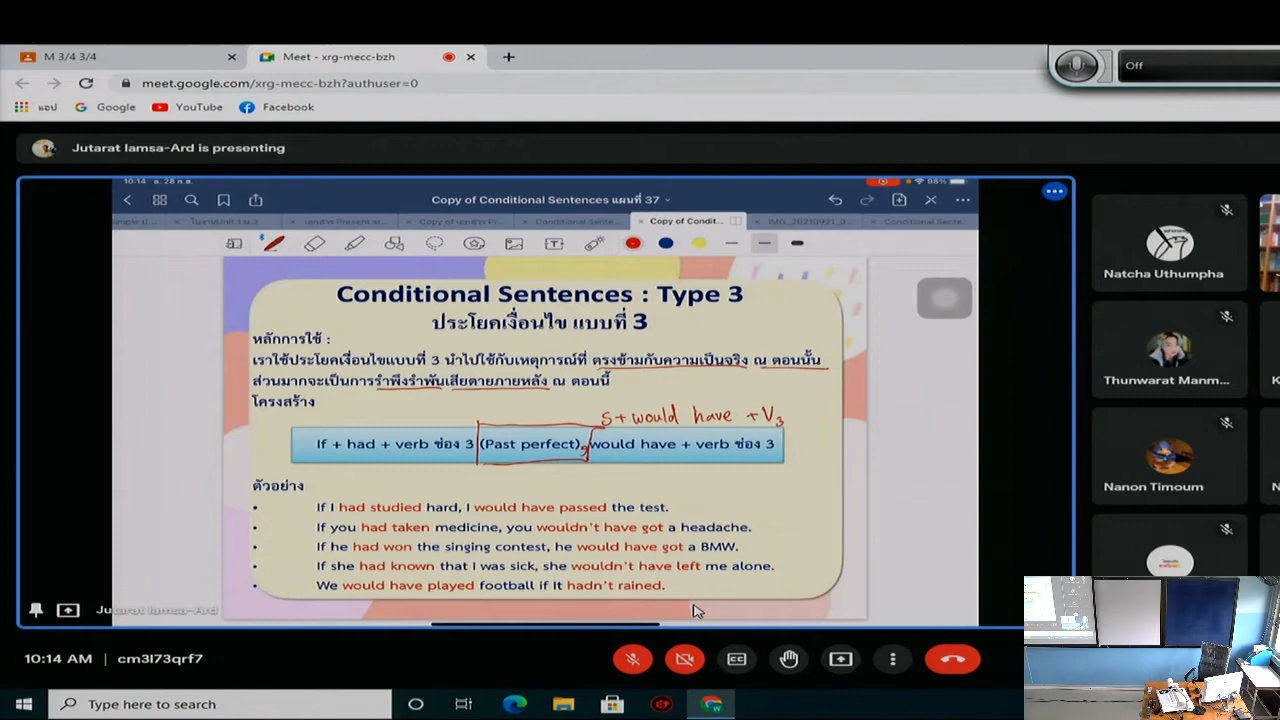 M 3/4 3/4
Meet - xrg-mecc-bzh
Off
meet.google.com/xrg-mecc-bzh?authuser=0
แอป Google YouTube Facebook
Jutarat Iamsa-Ard is presenting
10:14 อ. 28 ก.ย. 98%
Copy of Conditional Sentences แผนที่ 37
Conditional Sente... Copy of Condit... Conditional Sente
Conditional Sentences : Type 3
ประโยคเงื่อนไข แบบที่ 3
หลักการใช้ :
เราใช้ประโยคเงื่อนไขแบบที่ 3 นำไปใช้กับเหตุการณ์ที่ ตรงข้ามกับความเป็นจริง ณ ตอนนั้น
ส่วนมากจะเป็นการรำพึงรำพันเสียดายภายหลัง ณ ตอนนี้
โครงสร้าง
S + would have + V3
If + had + verb ช่อง 3 (Past perfect), would have + verb ช่อง 3
ตัวอย่าง
• If I had studied hard, I would have passed the test.
• If you had taken medicine, you wouldn't have got a headache.
• If he had won the singing contest, he would have got a BMW.
• If she had known that I was sick, she wouldn't have left me alone.
• We would have played football if It hadn't rained.
Jutarat Iamsa-Ard
Natcha Uthumpha
Thunwarat Manm...
Nanon Timoum
10:14 AM cm3l73qrf7
Type here to search